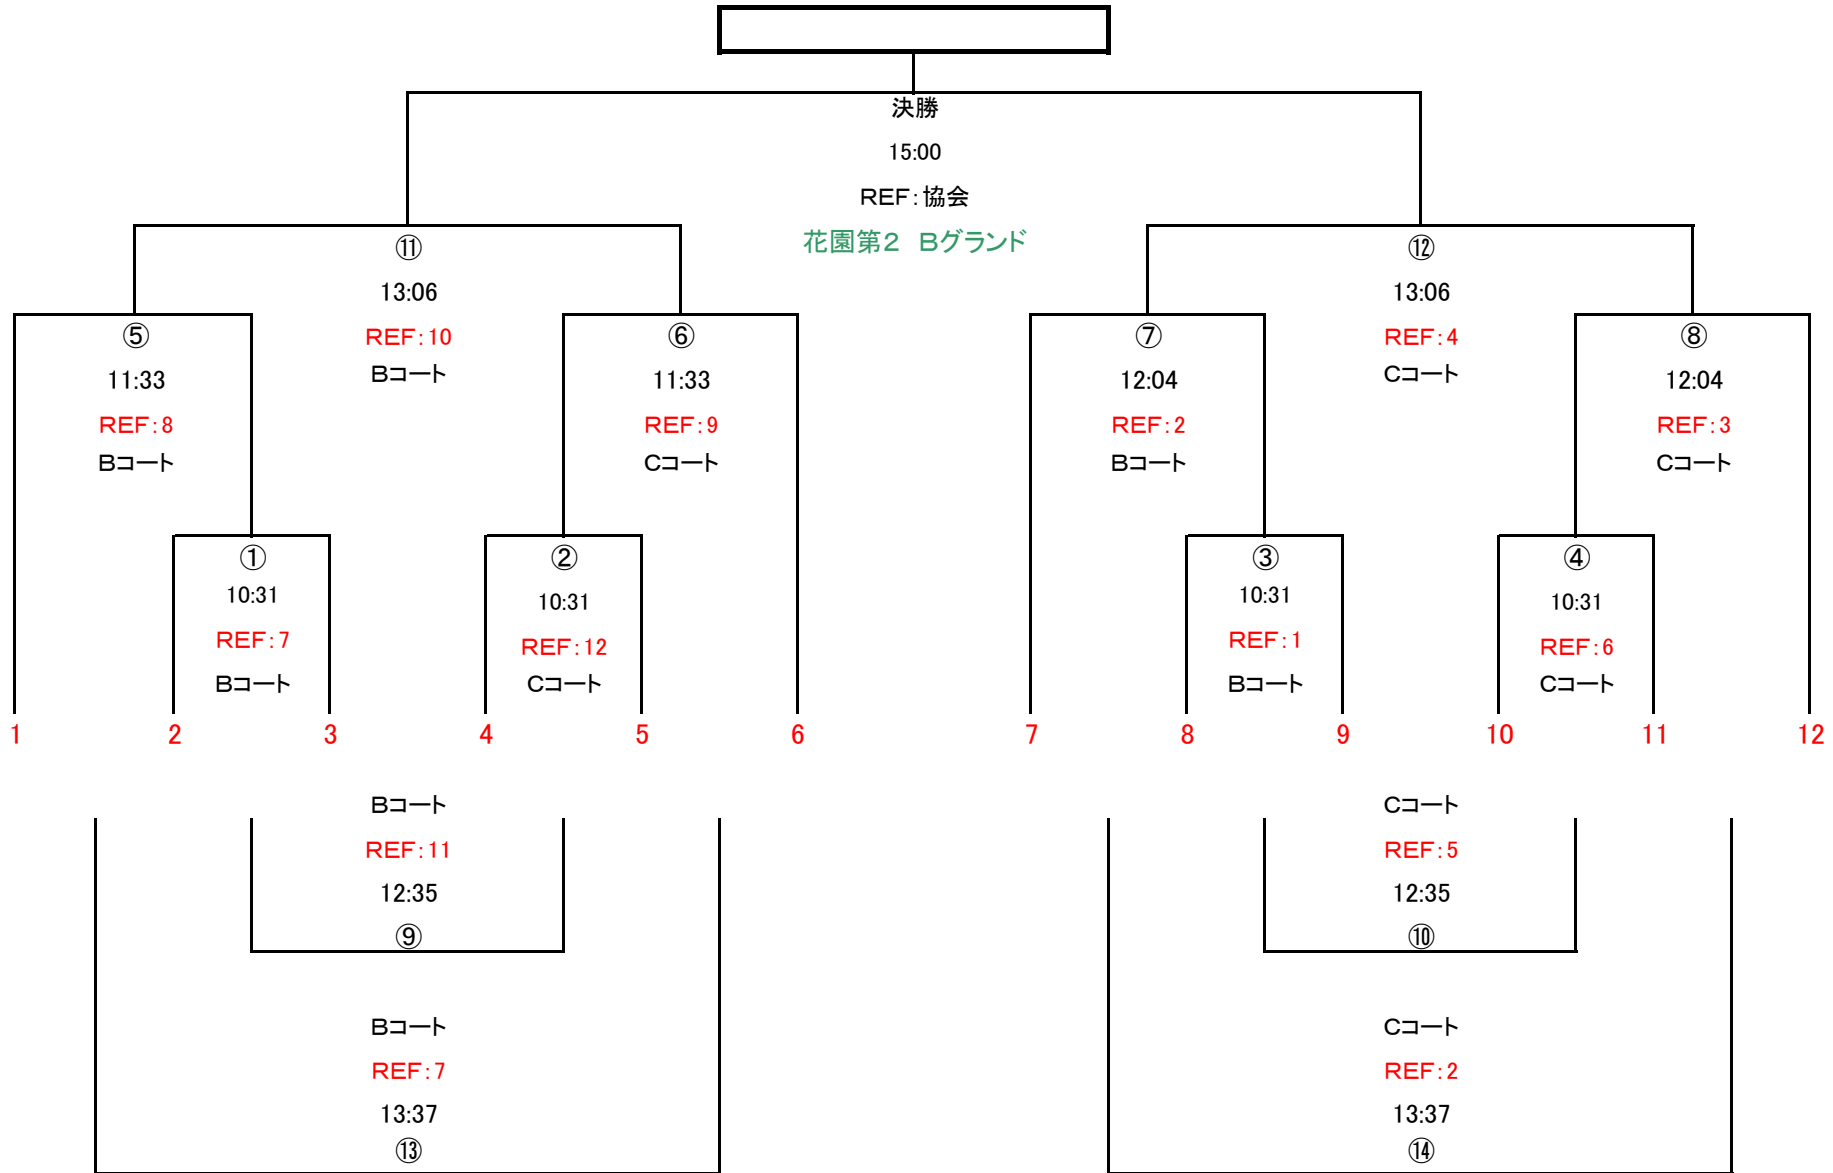 決勝
15:00
REF:協会
花園第2 Bグランド
⑪
13:06
REF:10
Bコート
⑫
13:06
REF:4
Cコート
⑤
11:33
REF:8
Bコート
⑥
11:33
REF:9
Cコート
⑦
12:04
REF:2
Bコート
⑧
12:04
REF:3
Cコート
①
10:31
REF:7
Bコート
②
10:31
REF:12
Cコート
③
10:31
REF:1
Bコート
④
10:31
REF:6
Cコート
1 2 3 4 5 6 7 8 9 10 11 12
Bコート
REF:11
12:35
⑨
Cコート
REF:5
12:35
⑩
Bコート
REF:7
13:37
⑬
Cコート
REF:2
13:37
⑭